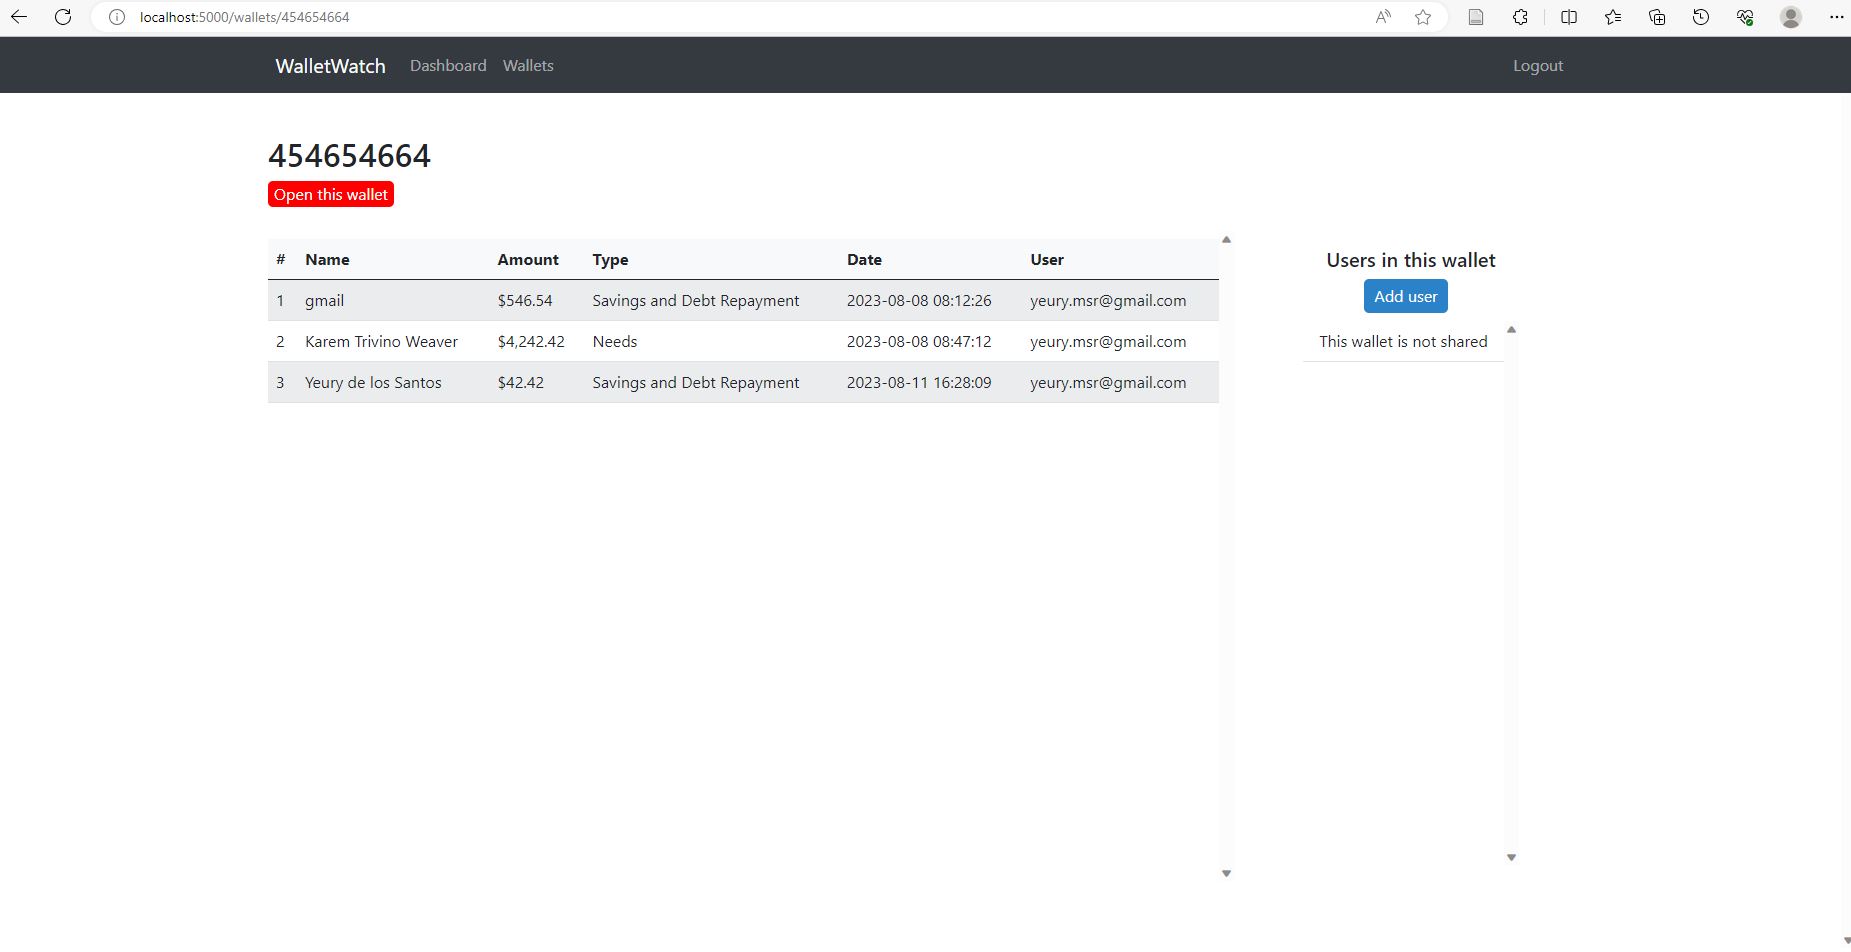 localhost:5000/wallets/454654664
WalletWatch Dashboard Wallets Logout
454654664
Open this wallet
# Name Amount Type Date User
1 gmail $546.54 Savings and Debt Repayment 2023-08-08 08:12:26 yeury.msr@gmail.com
2 Karem Trivino Weaver $4,242.42 Needs 2023-08-08 08:47:12 yeury.msr@gmail.com
3 Yeury de los Santos $42.42 Savings and Debt Repayment 2023-08-11 16:28:09 yeury.msr@gmail.com
Users in this wallet
Add user
This wallet is not shared